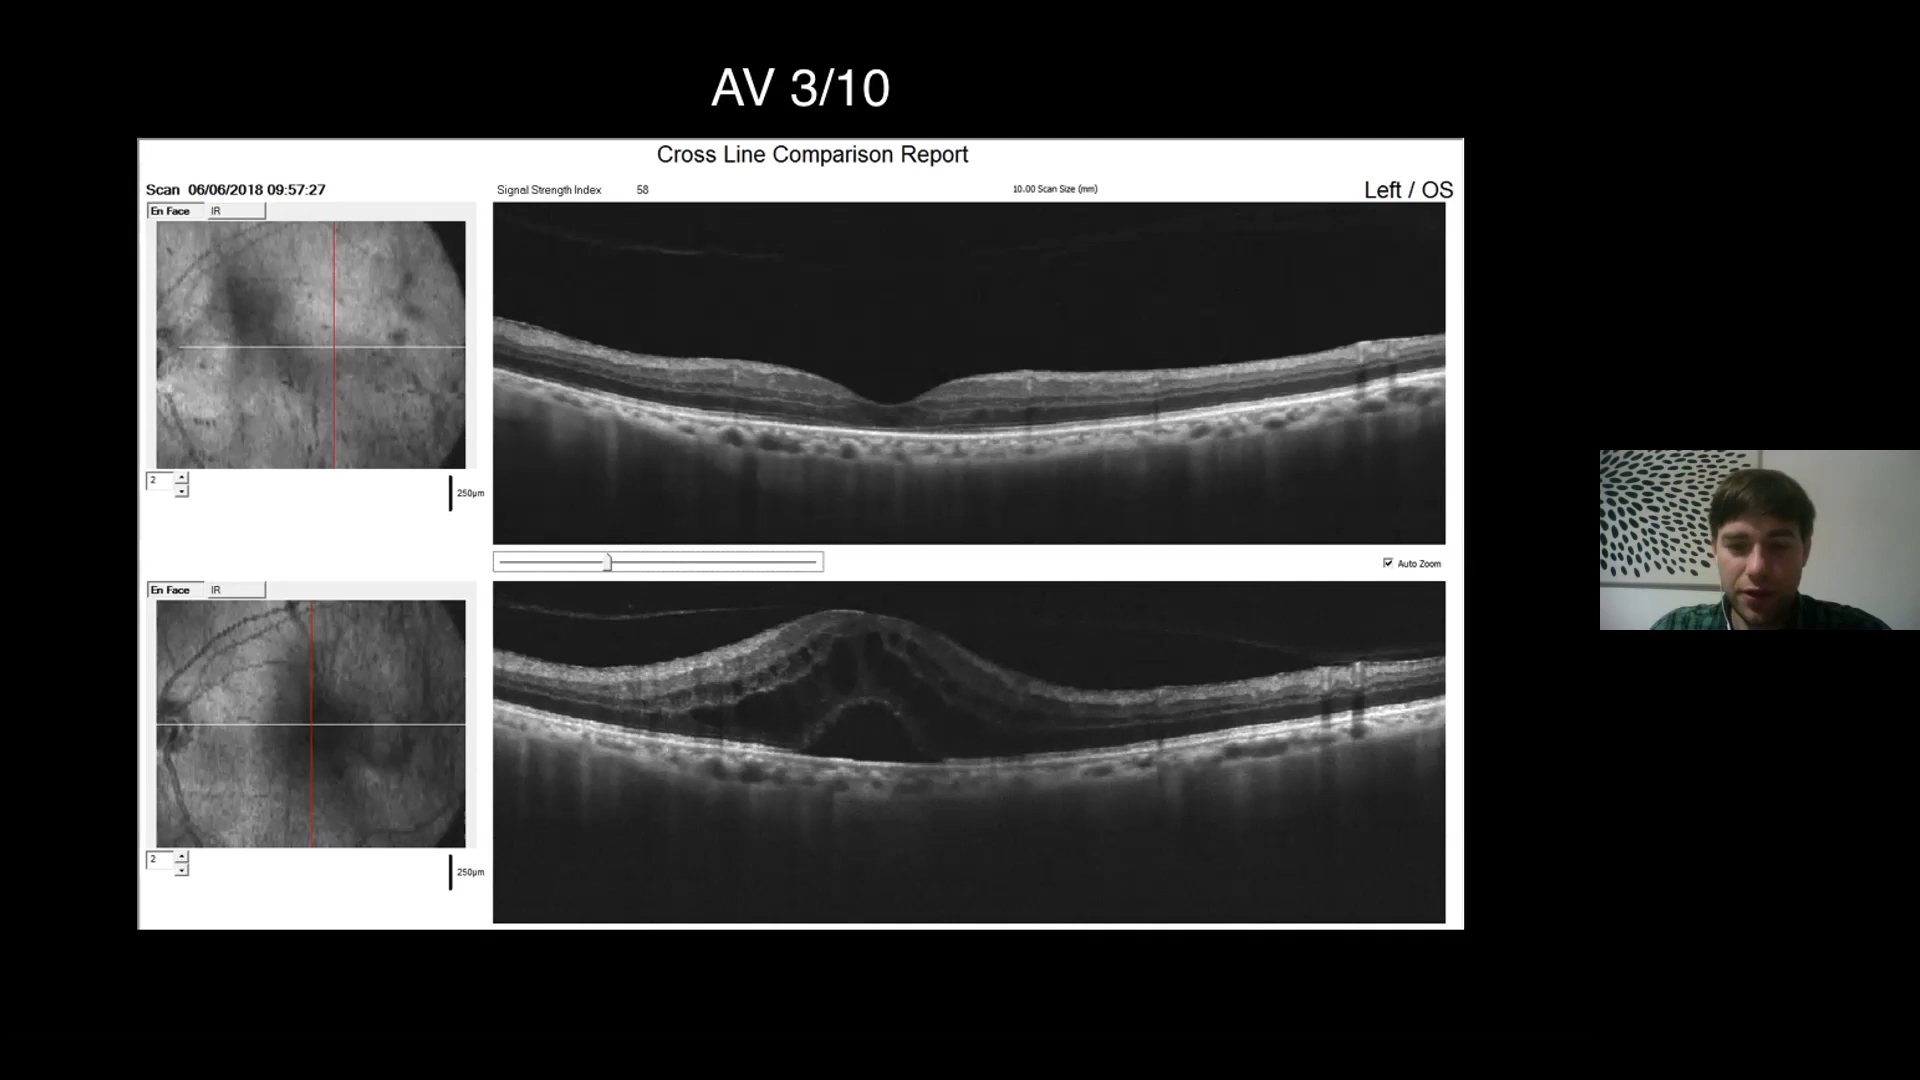 AV 3/10
Cross Line Comparison Report
Scan 06/06/2018 09:57:27
Signal Strength Index 58
10.00 Scan Size (mm)
Left / OS
En Face IR
2
250µm
Auto Zoom
En Face IR
2
250µm